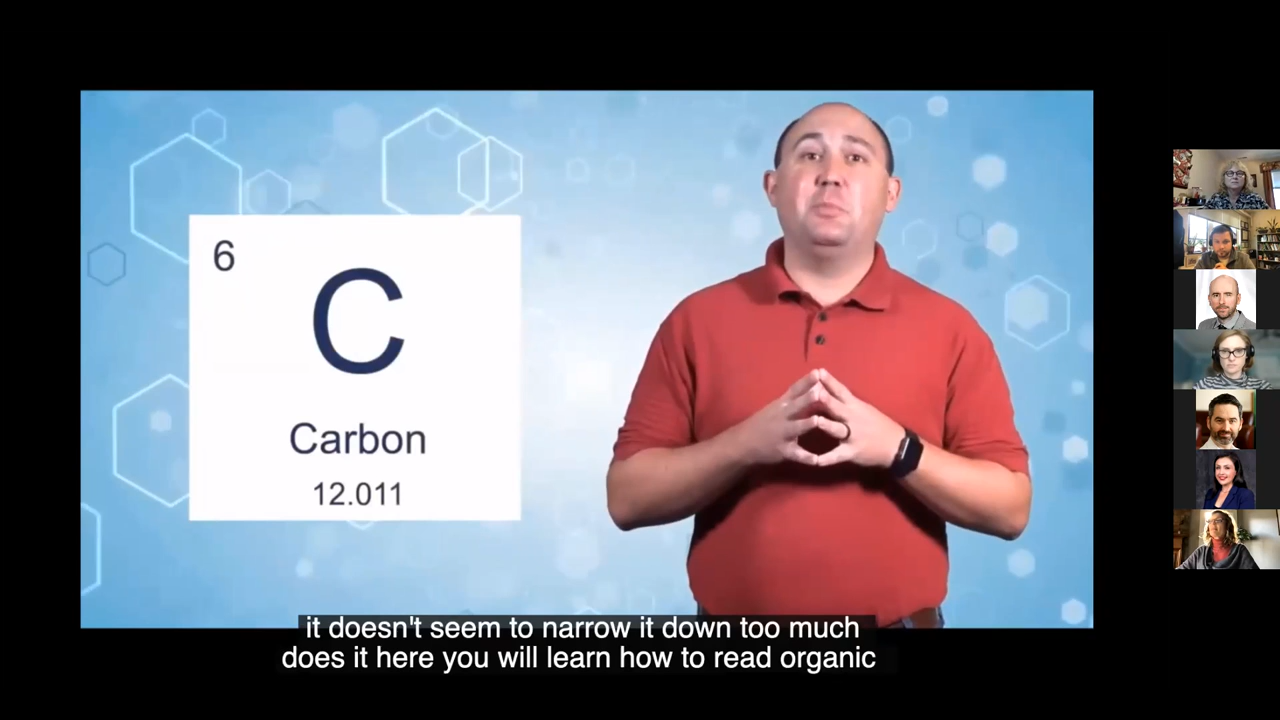 6
C
Carbon
12.011
it doesn't seem to narrow it down too much
does it here you will learn how to read organic